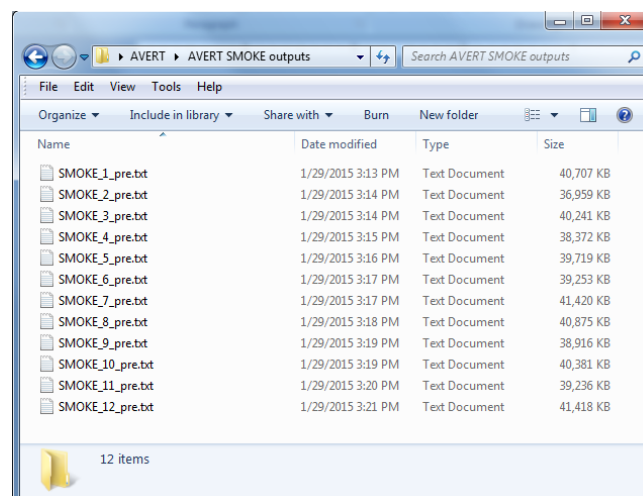 AVERT ▸ AVERT SMOKE outputs Search AVERT SMOKE outputs
File Edit View Tools Help
Organize Include in library Share with Burn New folder
Name Date modified Type Size
SMOKE_1_pre.txt 1/29/2015 3:13 PM Text Document 40,707 KB
SMOKE_2_pre.txt 1/29/2015 3:14 PM Text Document 36,959 KB
SMOKE_3_pre.txt 1/29/2015 3:14 PM Text Document 40,241 KB
SMOKE_4_pre.txt 1/29/2015 3:15 PM Text Document 38,372 KB
SMOKE_5_pre.txt 1/29/2015 3:16 PM Text Document 39,719 KB
SMOKE_6_pre.txt 1/29/2015 3:17 PM Text Document 39,253 KB
SMOKE_7_pre.txt 1/29/2015 3:17 PM Text Document 41,420 KB
SMOKE_8_pre.txt 1/29/2015 3:18 PM Text Document 40,875 KB
SMOKE_9_pre.txt 1/29/2015 3:19 PM Text Document 38,916 KB
SMOKE_10_pre.txt 1/29/2015 3:19 PM Text Document 40,381 KB
SMOKE_11_pre.txt 1/29/2015 3:20 PM Text Document 39,236 KB
SMOKE_12_pre.txt 1/29/2015 3:21 PM Text Document 41,418 KB
12 items